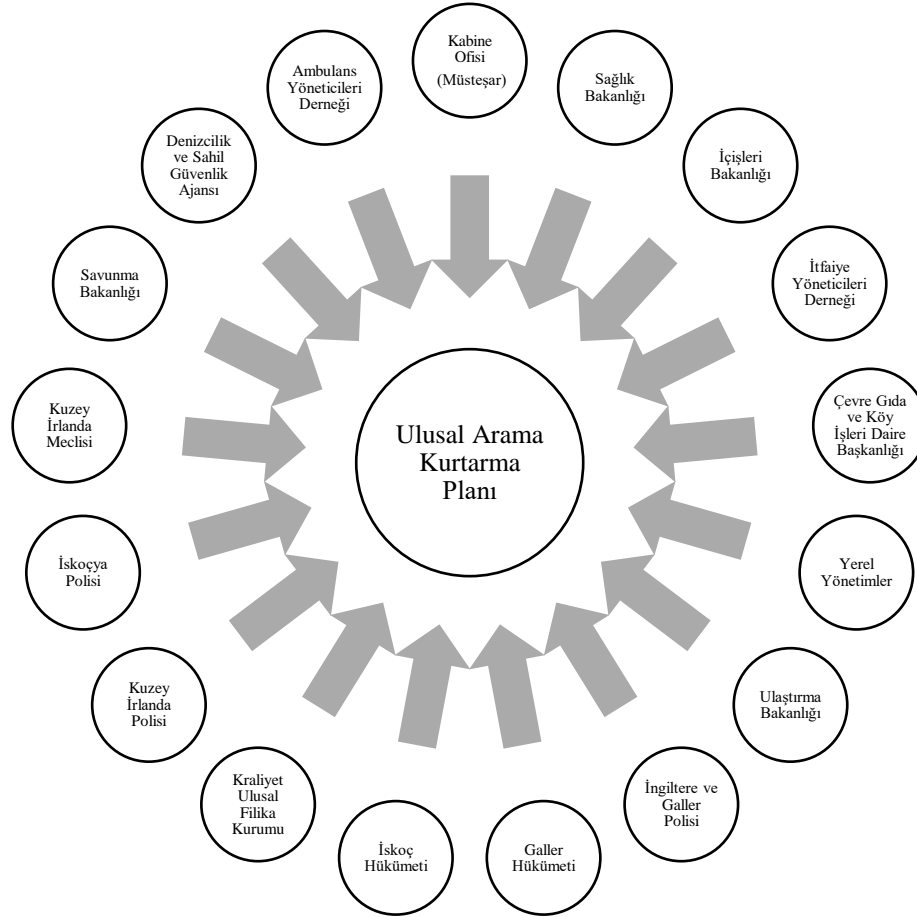 Kabine
Ofisi
(Müsteşar)
Sağlık
Bakanlığı
İçişleri
Bakanlığı
İtfaiye
Yöneticileri
Derneği
Çevre Gıda
ve Köy
İşleri Daire
Başkanlığı
Yerel
Yönetimler
Ulaştırma
Bakanlığı
İngiltere ve
Galler
Polisi
Galler
Hükümeti
İskoç
Hükümeti
Kraliyet
Ulusal
Filika
Kurumu
Kuzey
İrlanda
Polisi
İskoçya
Polisi
Kuzey
İrlanda
Meclisi
Savunma
Bakanlığı
Denizcilik
ve Sahil
Güvenlik
Ajansı
Ambulans
Yöneticileri
Derneği
Ulusal Arama
Kurtarma
Planı